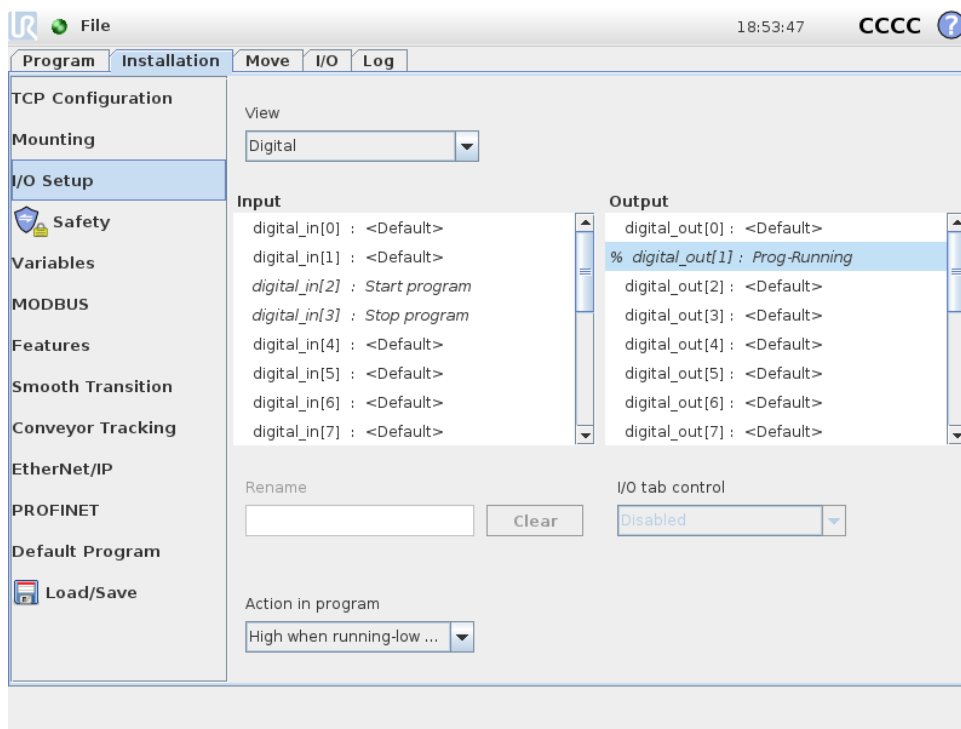 UR File 18:53:47 CCCC ?
Program Installation Move I/O Log
TCP Configuration
Mounting
I/O Setup
Safety
Variables
MODBUS
Features
Smooth Transition
Conveyor Tracking
EtherNet/IP
PROFINET
Default Program
Load/Save
View
Digital
Input
digital_in[0] : <Default>
digital_in[1] : <Default>
digital_in[2] : Start program
digital_in[3] : Stop program
digital_in[4] : <Default>
digital_in[5] : <Default>
digital_in[6] : <Default>
digital_in[7] : <Default>
Output
digital_out[0] : <Default>
% digital_out[1] : Prog-Running
digital_out[2] : <Default>
digital_out[3] : <Default>
digital_out[4] : <Default>
digital_out[5] : <Default>
digital_out[6] : <Default>
digital_out[7] : <Default>
Rename
Clear
I/O tab control
Disabled
Action in program
High when running-low ...